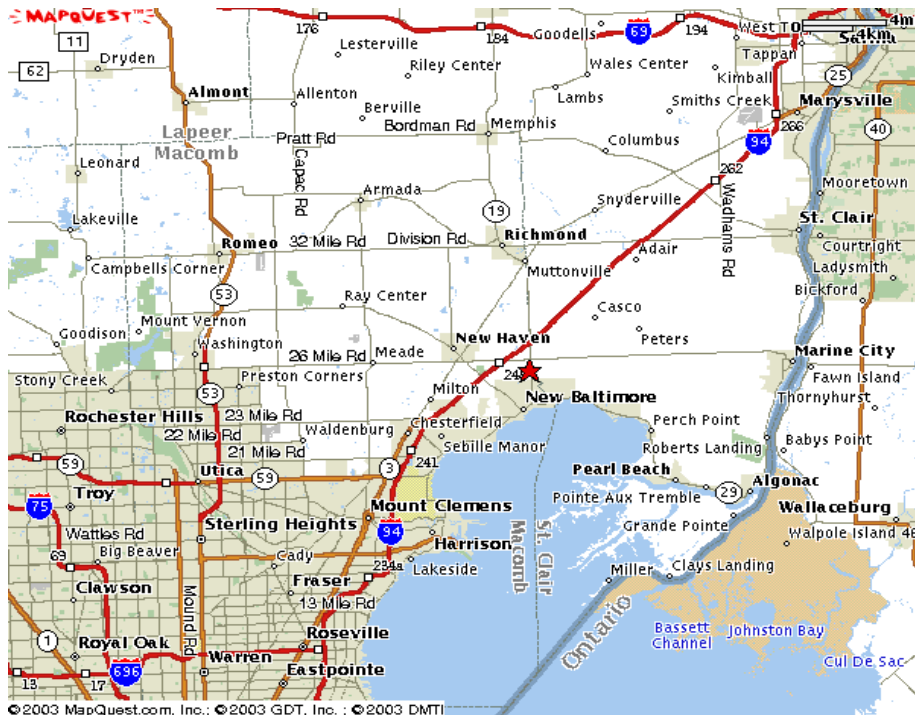 MAPQUEST™
4m
4km
176
184
Goodells
69
194
West TO
Sarnia
11
Dryden
Lesterville
Tappan
62
Riley Center
Wales Center
Kimball
25
Almont
Allenton
Lambs
Smiths Creek
Marysville
Berville
Bordman Rd
Memphis
266
40
Lapeer
Macomb
Pratt Rd
Columbus
94
Leonard
Capac Rd
262
Armada
Wadhams Rd
Mooretown
Lakeville
19
Snyderville
St. Clair
Romeo
32 Mile Rd
Division Rd
Richmond
Adair
Courtright
Campbells Corner
Muttonville
Ladysmith
53
Ray Center
Bickford
Casco
Goodison
Mount Vernon
New Haven
Peters
Washington
26 Mile Rd
Meade
Marine City
Stony Creek
Preston Corners
Fawn Island
53
Milton
New Baltimore
Thornyhurst
Rochester Hills
23 Mile Rd
22 Mile Rd
Waldenburg
Chesterfield
Perch Point
21 Mile Rd
Sebille Manor
Roberts Landing
Babys Point
59
Utica
59
3
241
Pearl Beach
Algonac
Troy
29
75
Mount Clemens
Pointe Aux Tremble
Wallaceburg
Sterling Heights
Grande Pointe
Wattles Rd
94
Walpole Island 46
69
Big Beaver
Cady
Harrison
St. Clair
Macomb
234a
Lakeside
Miller
Clays Landing
Clawson
Fraser
Mound Rd
13 Mile Rd
Ontario
1
Royal Oak
Roseville
Bassett
Channel
Johnston Bay
696
Warren
Eastpointe
Cul De Sac
13
17
©2003 MapQuest.com, Inc.; ©2003 GDT, Inc. ; ©2003 DMTI